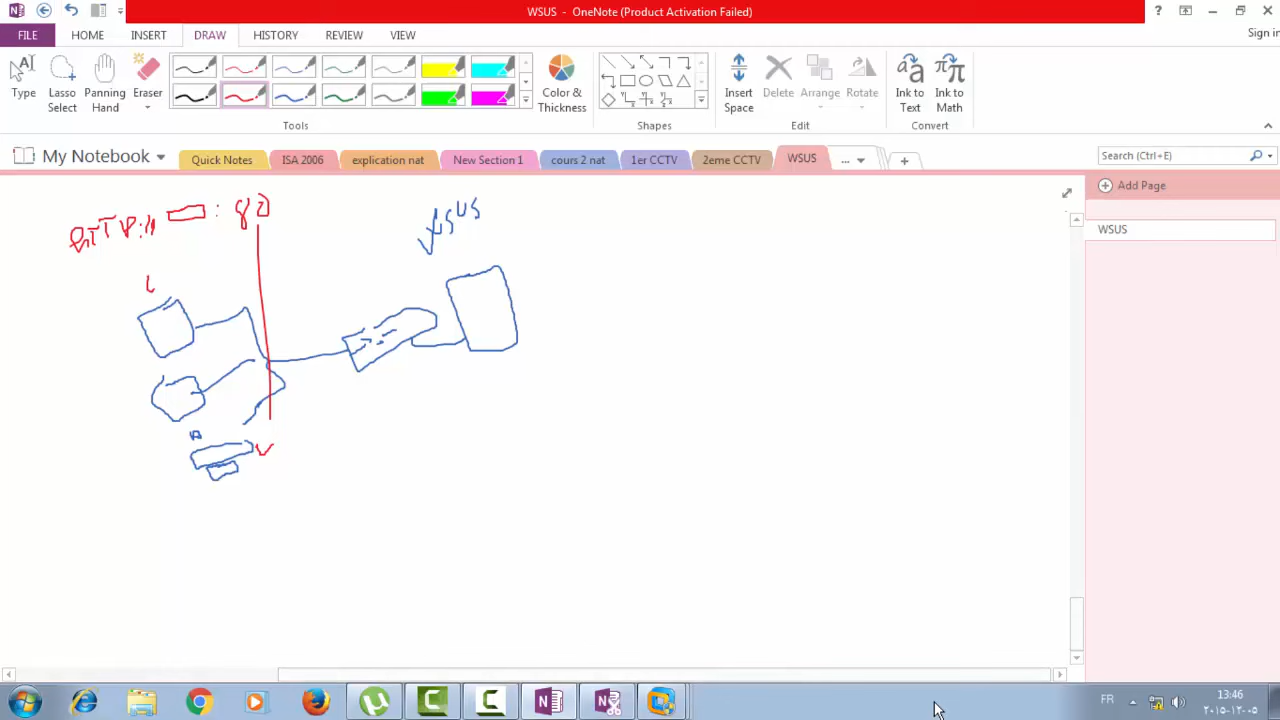 WSUS - OneNote (Product Activation Failed)
FILE HOME INSERT DRAW HISTORY REVIEW VIEW
Sign in
Type
Lasso Select
Panning Hand
Eraser
Color & Thickness
Insert Space
Delete
Arrange
Rotate
Ink to Text
Ink to Math
Tools
Shapes
Edit
Convert
My Notebook
Quick Notes
ISA 2006
explication nat
New Section 1
cours 2 nat
1er CCTV
2eme CCTV
WSUS
...
Search (Ctrl+E)
Add Page
WSUS
HTTP://
WSUS
FR
13:46
٢٠١٥-١٢-٠٥